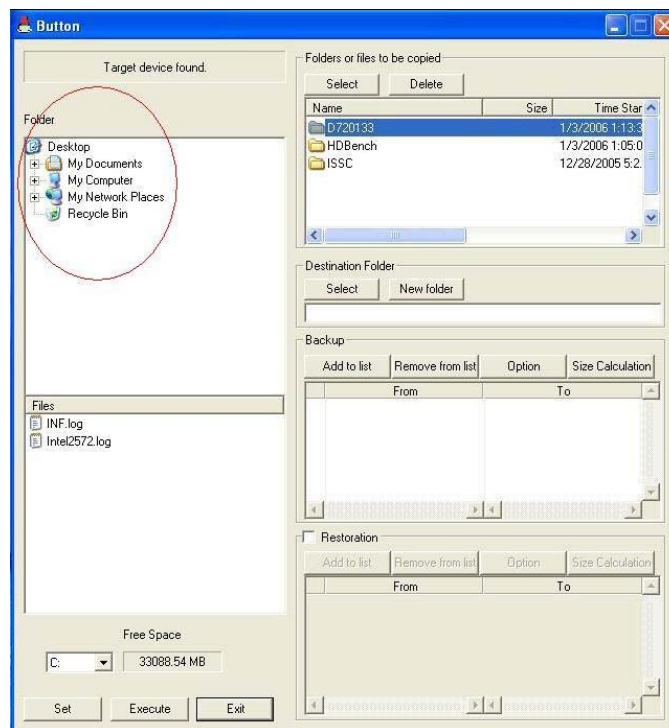 Button
Target device found.
Folder
Desktop
My Documents
My Computer
My Network Places
Recycle Bin
Files
INF.log
Intel2572.log
Free Space
C:
33088.54 MB
Set
Execute
Exit
Folders or files to be copied
Select
Delete
Name
Size
Time Star
D720133
1/3/2006 1:13:3
HDBench
1/3/2006 1:05:0
ISSC
12/28/2005 5:2.
Destination Folder
Select
New folder
Backup
Add to list
Remove from list
Option
Size Calculation
From
To
Restoration
Add to list
Remove from list
Option
Size Calculation
From
To